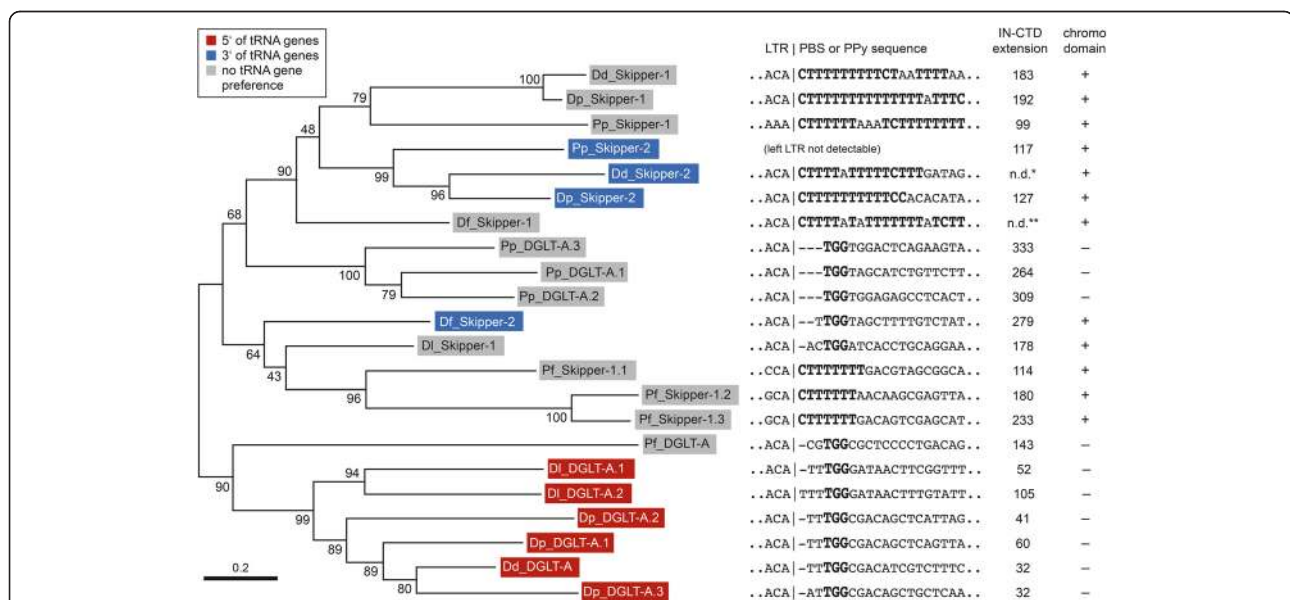 5' of tRNA genes
3' of tRNA genes
no tRNA gene
preference
LTR | PBS or PPy sequence
IN-CTD
extension
chromo
domain
Dd_Skipper-1 ..ACA|CTTTTTTTTTCTAATTTTAA.. 183 +
Dp_Skipper-1 ..ACA|CTTTTTTTTTTTTTTATTTC 192 +
Pp_Skipper-1 ..AAA|CTTTTTTAAATCTTTTTTTT 99 +
Pp_Skipper-2 (left LTR not detectable) 117 +
Dd_Skipper-2 ..ACA|CTTTTATTTTTCTTTGATAG.. n.d.* +
Dp_Skipper-2 ..ACA|CTTTTTTTTTTCCACACATA.. 127 +
Df_Skipper-1 ..ACA|CTTTTATATTTTTTTATCTT n.d.** +
Pp_DGLT-A.3 ..ACA|---TGGTGGACTCAGAAGTA.. 333 –
Pp_DGLT-A.1 ..ACA|---TGGTAGCATCTGTTCTT.. 264 –
Pp_DGLT-A.2 ..ACA|---TGGTGGAGAGCCTCACT.. 309 –
Df_Skipper-2 ..ACA|--TTGGTAGCTTTTGTCTAT.. 279 +
Dl_Skipper-1 ..ACA|-ACTGGATCACCTGCAGGAA.. 178 +
Pf_Skipper-1.1 ..CCA|CTTTTTTTGACGTAGCGGCA.. 114 +
Pf_Skipper-1.2 ..GCA|CTTTTTTAACAAGCGAGTTA.. 180 +
Pf_Skipper-1.3 ..GCA|CTTTTTTGACAGTCGAGCAT.. 233 +
Pf_DGLT-A ..ACA|-CGTGGCGCTCCCCTGACAG.. 143 –
Dl_DGLT-A.1 ..ACA|-TTTGGGATAACTTCGGTTT.. 52 –
Dl_DGLT-A.2 ..ACA|TTTTGGGATAACTTTGTATT.. 105 –
Dp_DGLT-A.2 ..ACA|-TTTGGCGACAGCTCATTAG.. 41 –
Dp_DGLT-A.1 ..ACA|-TTTGGCGACAGCTCAGTTA.. 60 –
Dd_DGLT-A ..ACA|-TTTGGCGACATCGTCTTTC.. 32 –
Dp_DGLT-A.3 ..ACA|-ATTGGCGACAGCTGCTCAA.. 32 –
100
79
48
99
96
90
68
100
79
64
43
96
100
90
94
99
89
89
80
0.2